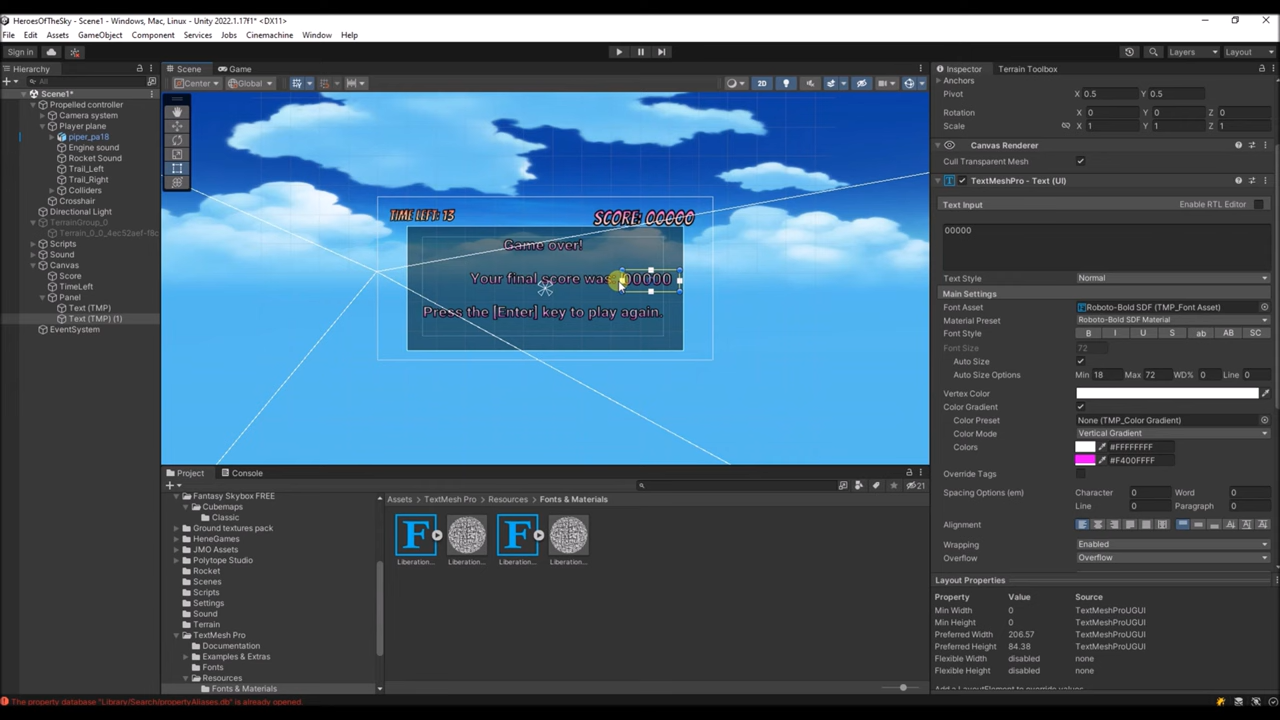 HeroesOfTheSky - Scene1 - Windows, Mac, Linux - Unity 2022.1.17f1* <DX11>
File Edit Assets GameObject Component Services Jobs Cinemachine Window Help
Sign in Layers Layout
Hierarchy Scene Game Inspector Terrain Toolbox
All Center Global 2D Anchors
Scene1* Pivot X 0.5 Y 0.5
Propelled controller
Camera system Rotation X 0 Y 0 Z 0
Player plane Scale X 1 Y 1 Z 1
piper_pa18
Engine sound Canvas Renderer
Rocket Sound Cull Transparent Mesh
Trail_Left
Trail_Right TextMeshPro - Text (UI)
Colliders
Crosshair Text Input Enable RTL Editor
Directional Light TIME LEFT: 13 SCORE: 00000
TerrainGroup_0 00000
Terrain_0_0_4ec52aef-f8c
Scripts Game over!
Sound
Canvas
Score Your final score was 00000 Text Style Normal
TimeLeft Main Settings
Panel
Text (TMP) Press the [Enter] key to play again. Font Asset Roboto-Bold SDF (TMP_Font Asset)
Text (TMP) (1) Material Preset Roboto-Bold SDF Material
EventSystem Font Style B I U S ab AB SC
Font Size 72
Auto Size
Auto Size Options Min 18 Max 72 WD% 0 Line 0
Vertex Color
Color Gradient
Color Preset None (TMP_Color Gradient)
Color Mode Vertical Gradient
Colors #FFFFFFFF
#F400FFFF
Override Tags
Spacing Options (em) Character 0 Word 0
Line 0 Paragraph 0
Alignment
Wrapping Enabled
Overflow Overflow
Project Console
21
Fantasy Skybox FREE Assets TextMesh Pro Resources Fonts & Materials
Cubemaps
Classic
Ground textures pack
HeneGames
JMO Assets
Polytope Studio Liberation... Liberation... Liberation... Liberation...
Rocket
Scenes
Scripts
Settings
Sound
Terrain
TextMesh Pro
Documentation
Examples & Extras
Fonts
Resources
Fonts & Materials
Layout Properties
Property Value Source
Min Width 0 TextMeshProUGUI
Min Height 0 TextMeshProUGUI
Preferred Width 206.57 TextMeshProUGUI
Preferred Height 84.38 TextMeshProUGUI
Flexible Width disabled none
Flexible Height disabled none
Add a LayoutElement to override values
The property database "Library/Search/propertyAliases.db" is already opened.